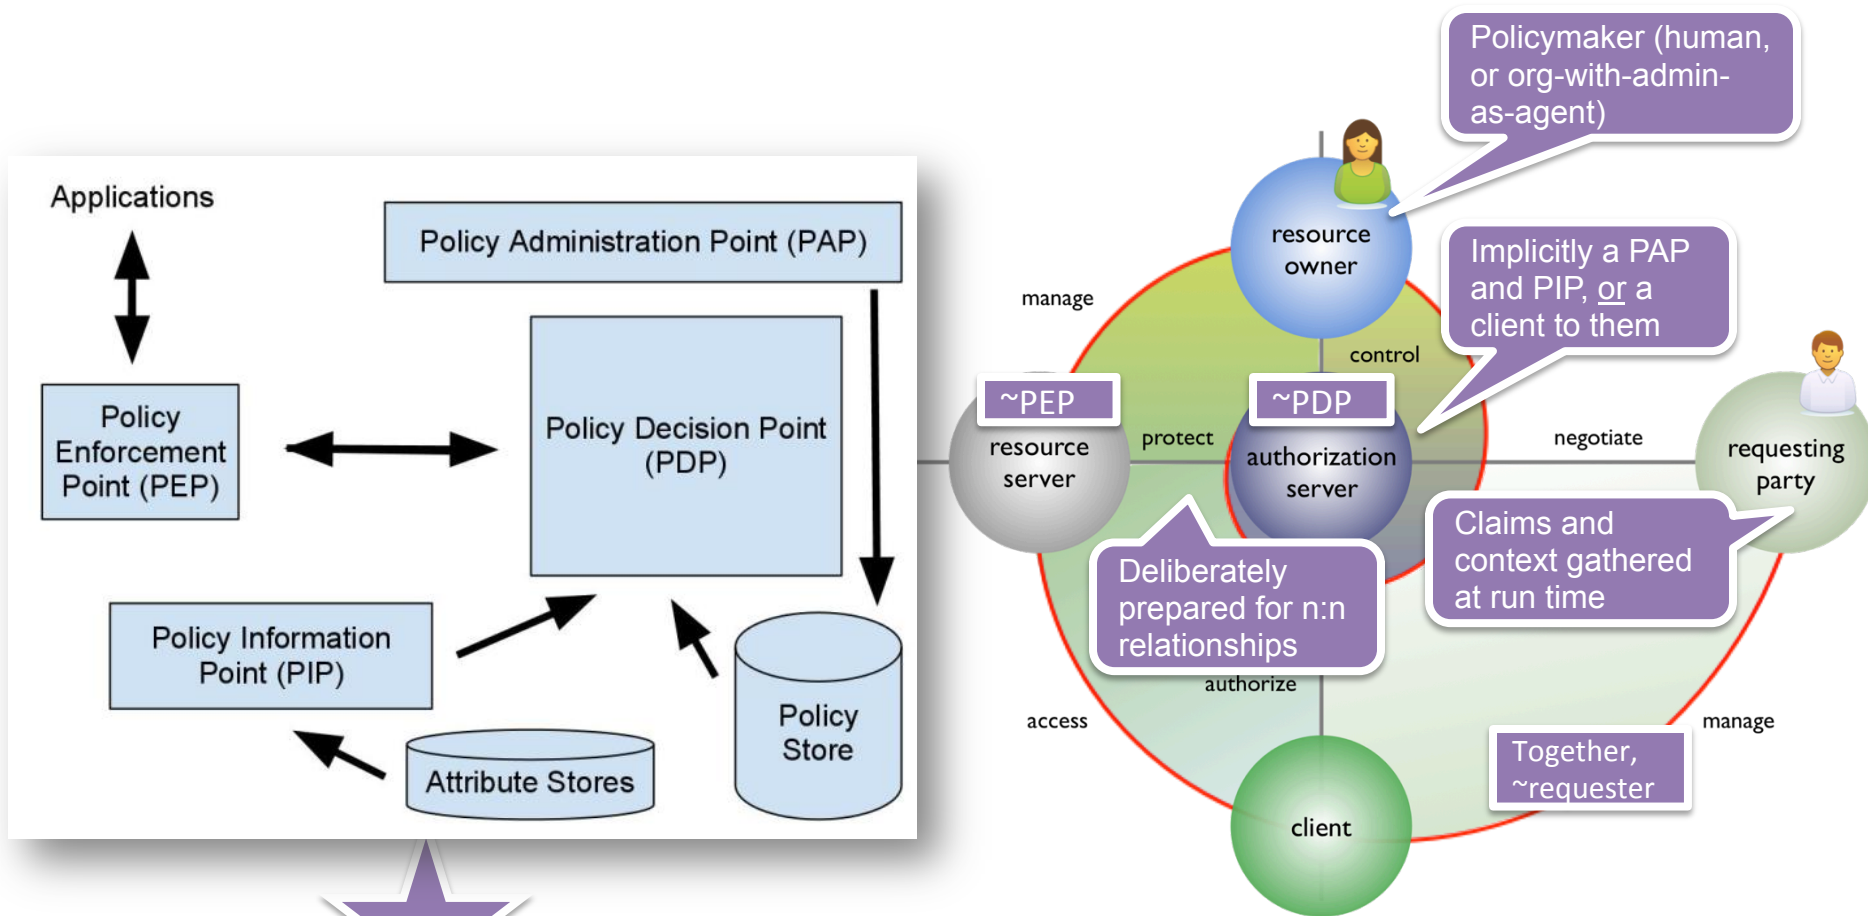 Applications
Policy Administration Point (PAP)
Policy
Enforcement
Point (PEP)
Policy Decision Point
(PDP)
Policy Information
Point (PIP)
Policy
Store
Attribute Stores
Policymaker (human,
or org-with-admin-
as-agent)
resource
owner
manage
Implicitly a PAP
and PIP, or a
client to them
control
~PEP
resource
server
protect
~PDP
authorization
server
negotiate
requesting
party
Deliberately
prepared for n:n
relationships
Claims and
context gathered
at run time
authorize
access
manage
Together,
~requester
client